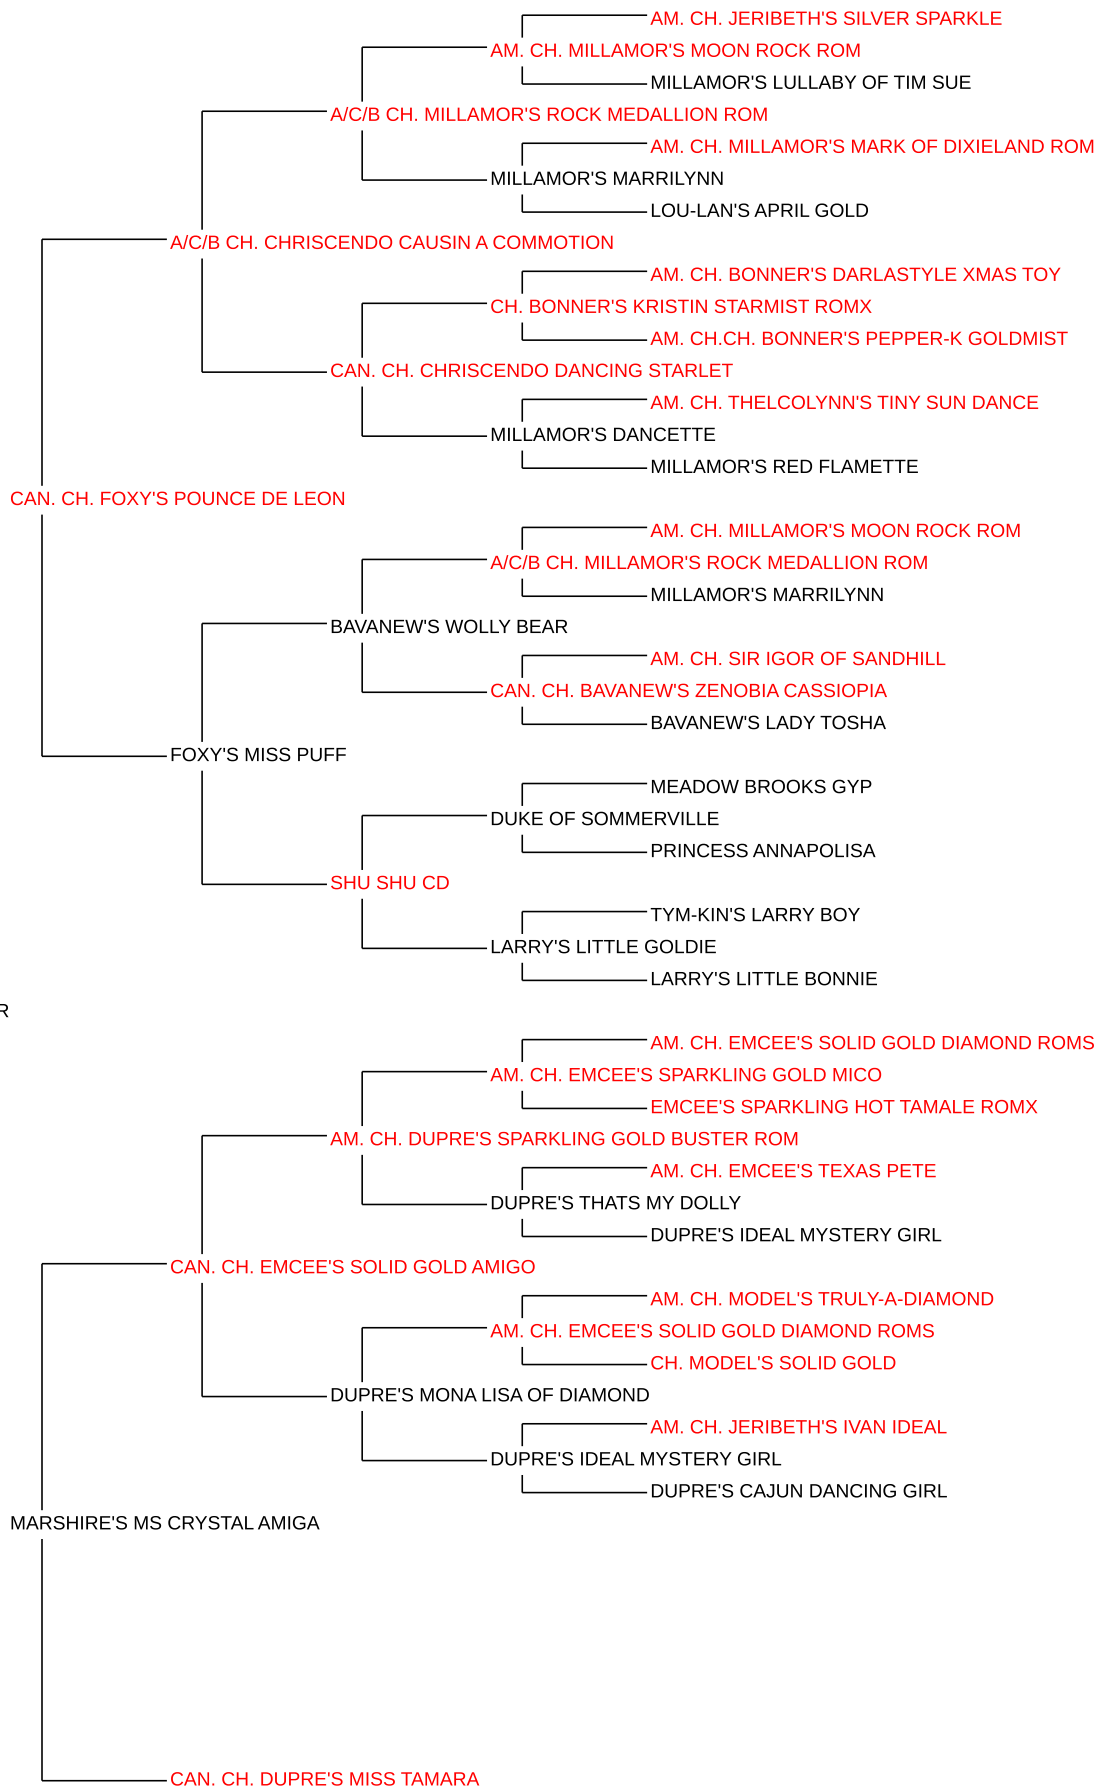 AM. CH. JERIBETH'S SILVER SPARKLE
AM. CH. MILLAMOR'S MOON ROCK ROM
MILLAMOR'S LULLABY OF TIM SUE
A/C/B CH. MILLAMOR'S ROCK MEDALLION ROM
AM. CH. MILLAMOR'S MARK OF DIXIELAND ROM
MILLAMOR'S MARRILYNN
LOU-LAN'S APRIL GOLD
A/C/B CH. CHRISCENDO CAUSIN A COMMOTION
AM. CH. BONNER'S DARLASTYLE XMAS TOY
CH. BONNER'S KRISTIN STARMIST ROMX
AM. CH.CH. BONNER'S PEPPER-K GOLDMIST
CAN. CH. CHRISCENDO DANCING STARLET
AM. CH. THELCOLYNN'S TINY SUN DANCE
MILLAMOR'S DANCETTE
MILLAMOR'S RED FLAMETTE
CAN. CH. FOXY'S POUNCE DE LEON
AM. CH. MILLAMOR'S MOON ROCK ROM
A/C/B CH. MILLAMOR'S ROCK MEDALLION ROM
MILLAMOR'S MARRILYNN
BAVANEW'S WOLLY BEAR
AM. CH. SIR IGOR OF SANDHILL
CAN. CH. BAVANEW'S ZENOBIA CASSIOPIA
BAVANEW'S LADY TOSHA
FOXY'S MISS PUFF
MEADOW BROOKS GYP
DUKE OF SOMMERVILLE
PRINCESS ANNAPOLISA
SHU SHU CD
TYM-KIN'S LARRY BOY
LARRY'S LITTLE GOLDIE
LARRY'S LITTLE BONNIE
R
AM. CH. EMCEE'S SOLID GOLD DIAMOND ROMS
AM. CH. EMCEE'S SPARKLING GOLD MICO
EMCEE'S SPARKLING HOT TAMALE ROMX
AM. CH. DUPRE'S SPARKLING GOLD BUSTER ROM
AM. CH. EMCEE'S TEXAS PETE
DUPRE'S THATS MY DOLLY
DUPRE'S IDEAL MYSTERY GIRL
CAN. CH. EMCEE'S SOLID GOLD AMIGO
AM. CH. MODEL'S TRULY-A-DIAMOND
AM. CH. EMCEE'S SOLID GOLD DIAMOND ROMS
CH. MODEL'S SOLID GOLD
DUPRE'S MONA LISA OF DIAMOND
AM. CH. JERIBETH'S IVAN IDEAL
DUPRE'S IDEAL MYSTERY GIRL
DUPRE'S CAJUN DANCING GIRL
MARSHIRE'S MS CRYSTAL AMIGA
CAN. CH. DUPRE'S MISS TAMARA